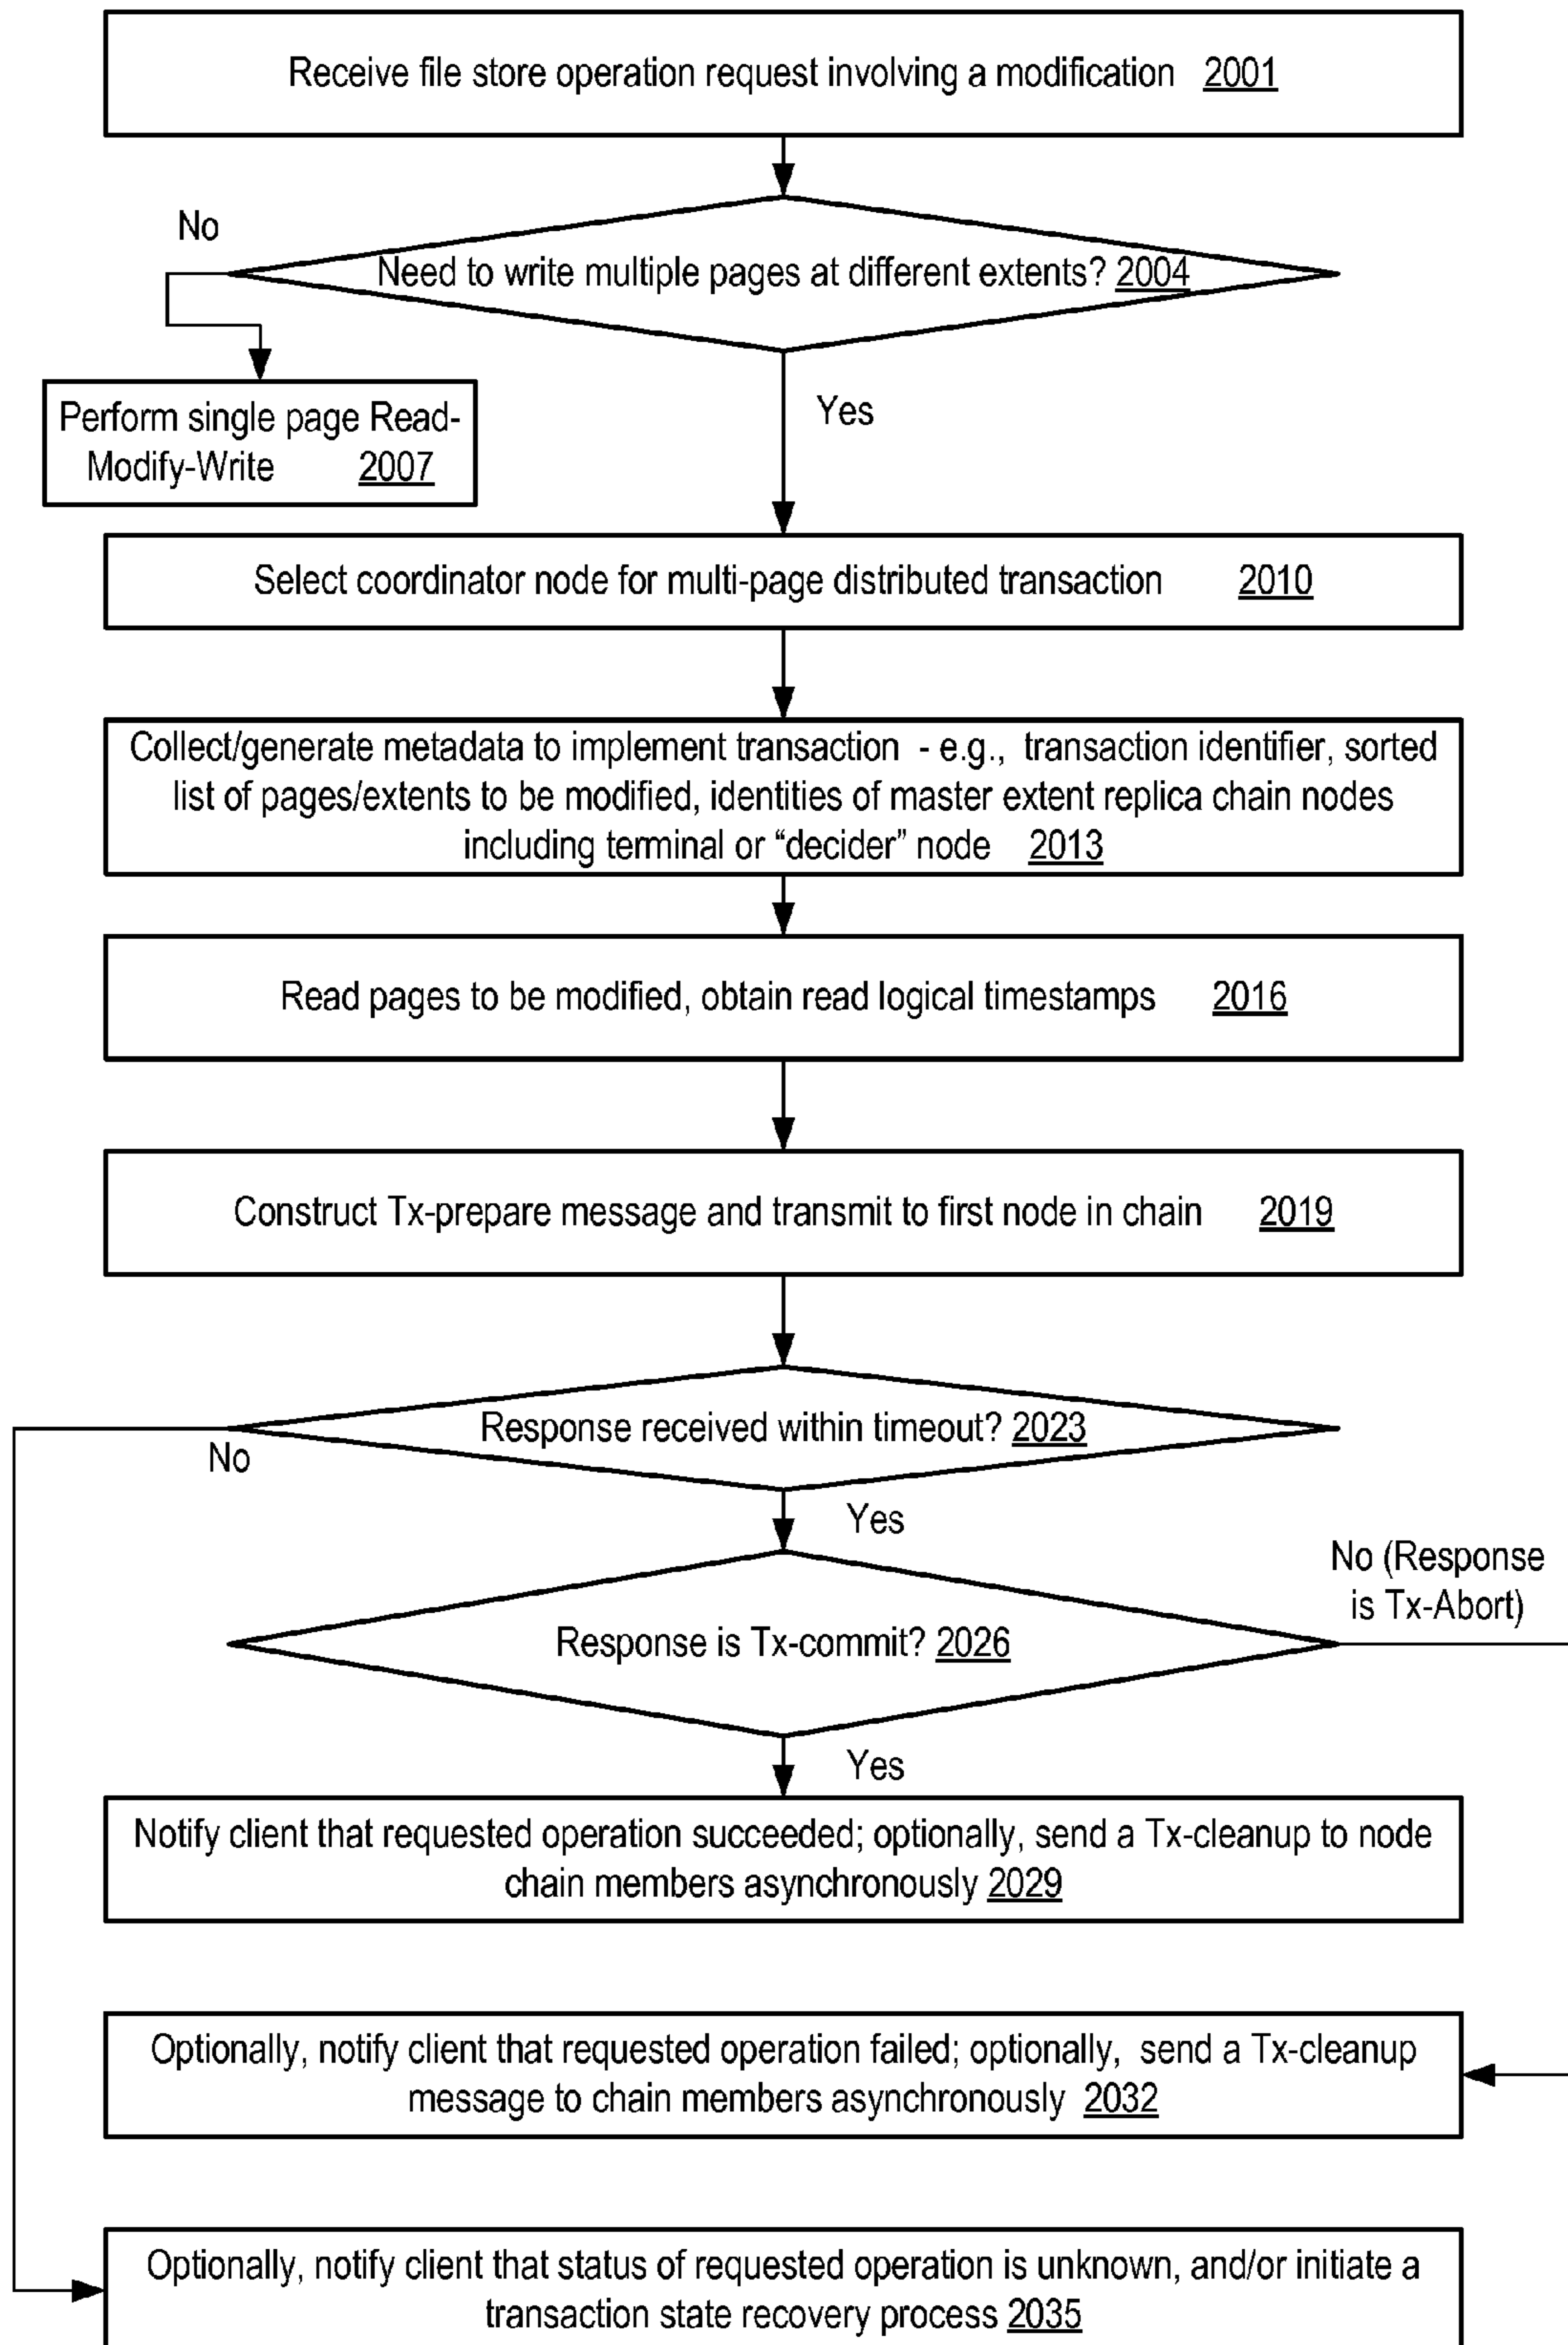 Receive file store operation request involving a modification 2001
No
Need to write multiple pages at different extents? 2004
Perform single page Read-
Modify-Write 2007
Yes
Select coordinator node for multi-page distributed transaction 2010
Collect/generate metadata to implement transaction - e.g., transaction identifier, sorted
list of pages/extents to be modified, identities of master extent replica chain nodes
including terminal or “decider” node 2013
Read pages to be modified, obtain read logical timestamps 2016
Construct Tx-prepare message and transmit to first node in chain 2019
Response received within timeout? 2023
No
Yes
No (Response
is Tx-Abort)
Response is Tx-commit? 2026
Yes
Notify client that requested operation succeeded; optionally, send a Tx-cleanup to node
chain members asynchronously 2029
Optionally, notify client that requested operation failed; optionally, send a Tx-cleanup
message to chain members asynchronously 2032
Optionally, notify client that status of requested operation is unknown, and/or initiate a
transaction state recovery process 2035